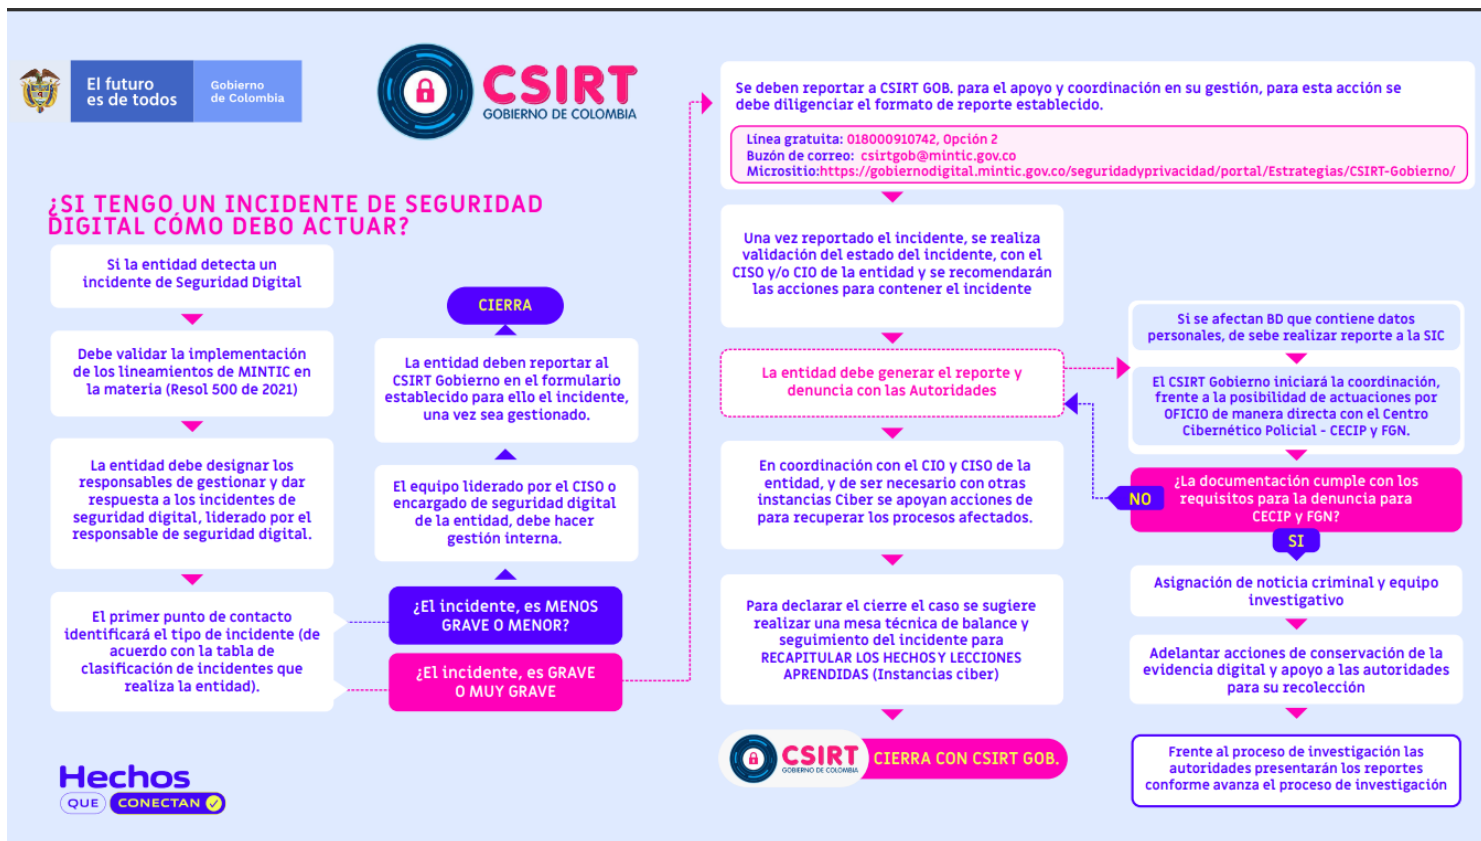 El futuro
es de todos
Gobierno
de Colombia
CSIRT
GOBIERNO DE COLOMBIA
¿SI TENGO UN INCIDENTE DE SEGURIDAD
DIGITAL CÓMO DEBO ACTUAR?
Si la entidad detecta un
incidente de Seguridad Digital
Debe validar la implementación
de los lineamientos de MINTIC en
la materia (Resol 500 de 2021)
La entidad debe designar los
responsables de gestionar y dar
respuesta a los incidentes de
seguridad digital, liderado por el
responsable de seguridad digital.
El primer punto de contacto
identificará el tipo de incidente (de
acuerdo con la tabla de
clasificación de incidentes que
realiza la entidad).
CIERRA
La entidad deben reportar al
CSIRT Gobierno en el formulario
establecido para ello el incidente,
una vez sea gestionado.
El equipo liderado por el CISO o
encargado de seguridad digital
de la entidad, debe hacer
gestión interna.
¿El incidente, es MENOS
GRAVE O MENOR?
¿El incidente, es GRAVE
O MUY GRAVE
Se deben reportar a CSIRT GOB. para el apoyo y coordinación en su gestión, para esta acción se
debe diligenciar el formato de reporte establecido.
Línea gratuita: 018000910742, Opción 2
Buzón de correo: csirtgob@mintic.gov.co
Micrositio:https://gobiernodigital.mintic.gov.co/seguridadyprivacidad/portal/Estrategias/CSIRT-Gobierno/
Una vez reportado el incidente, se realiza
validación del estado del incidente, con el
CISO y/o CIO de la entidad y se recomendarán
las acciones para contener el incidente
La entidad debe generar el reporte y
denuncia con las Autoridades
En coordinación con el CIO y CISO de la
entidad, y de ser necesario con otras
instancias Ciber se apoyan acciones de
para recuperar los procesos afectados.
Para declarar el cierre el caso se sugiere
realizar una mesa técnica de balance y
seguimiento del incidente para
RECAPITULAR LOS HECHOS Y LECCIONES
APRENDIDAS (Instancias ciber)
CSIRT
GOBIERNO DE COLOMBIA
CIERRA CON CSIRT GOB.
Si se afectan BD que contiene datos
personales, de sebe realizar reporte a la SIC
El CSIRT Gobierno iniciará la coordinación,
frente a la posibilidad de actuaciones por
OFICIO de manera directa con el Centro
Cibernético Policial - CECIP y FGN.
¿La documentación cumple con los
requisitos para la denuncia para
CECIP y FGN?
NO
SI
Asignación de noticia criminal y equipo
investigativo
Adelantar acciones de conservación de la
evidencia digital y apoyo a las autoridades
para su recolección
Frente al proceso de investigación las
autoridades presentarán los reportes
conforme avanza el proceso de investigación
Hechos
QUE CONECTAN